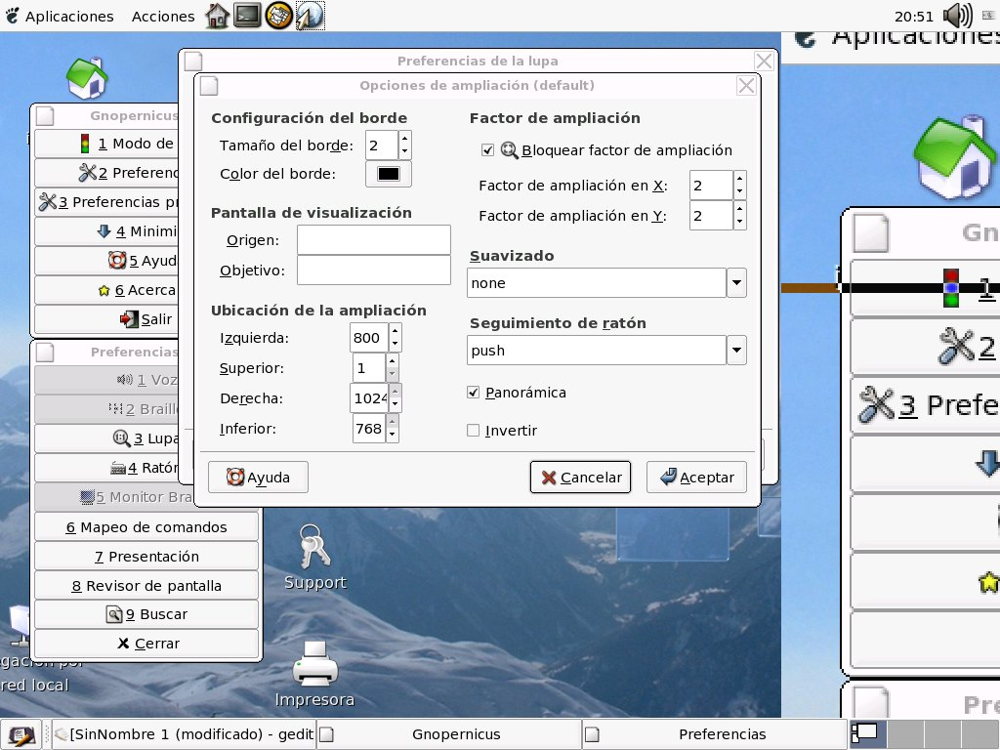 Aplicaciones Acciones 20:51
Aplicaciones
Preferencias de la lupa
Opciones de ampliación (default)
Configuración del borde
Tamaño del borde: 2
Color del borde:
Pantalla de visualización
Origen:
Objetivo:
Ubicación de la ampliación
Izquierda: 800
Superior: 1
Derecha: 1024
Inferior: 768
Factor de ampliación
Bloquear factor de ampliación
Factor de ampliación en X: 2
Factor de ampliación en Y: 2
Suavizado
none
Seguimiento de ratón
push
Panorámica
Invertir
Ayuda
Cancelar
Aceptar
Gnopernicus
1 Modo de
2 Preferenc
3 Preferencias pr
4 Minimi
5 Ayud
6 Acerca
Salir
Preferencias
1 Voz
2 Braille
3 Lupa
4 Ratón
5 Monitor Bra
6 Mapeo de comandos
7 Presentación
8 Revisor de pantalla
9 Buscar
Cerrar
Support
Impresora
gación por
red local
Gn
1
2
3 Prefe
Pre
[SinNombre 1 (modificado) - gedit
Gnopernicus
Preferencias